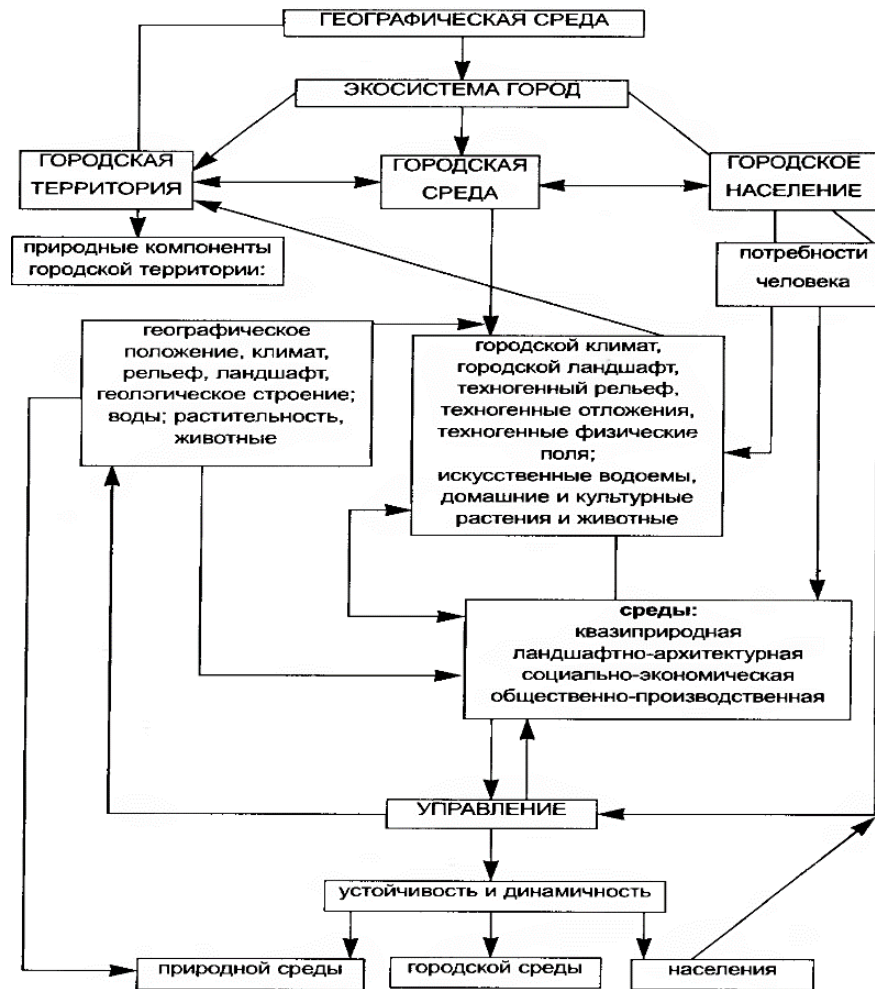 ГЕОГРАФИЧЕСКАЯ СРЕДА
ЭКОСИСТЕМА ГОРОД
ГОРОДСКАЯ
ТЕРРИТОРИЯ
ГОРОДСКАЯ
СРЕДА
ГОРОДСКОЕ
НАСЕЛЕНИЕ
природные компоненты
городской территории:
потребности
человека
географическое
положение, климат,
рельеф, ландшафт,
геологическое строение;
воды; растительность,
животные
городской климат,
городской ландшафт,
техногенный рельеф,
техногенные отложения,
техногенные физические
поля;
искусственные водоемы,
домашние и культурные
растения и животные
среды:
квазиприродная
ландшафтно-архитектурная
социально-экономическая
общественно-производственная
УПРАВЛЕНИЕ
устойчивость и динамичность
природной среды
городской среды
населения